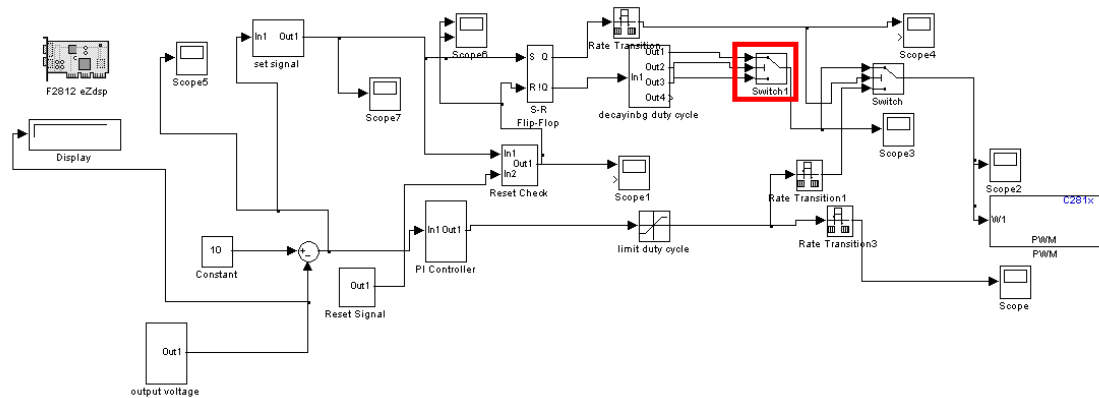 F2812 eZdsp
Scope5
In1 Out1
set signal
Scope7
Scope6
S Q
R !Q
S-R
Flip-Flop
Rate Transition
In1
Out1
Out2
Out3
Out4
decayinbg duty cycle
Switch1
Switch
Scope4
Scope3
Scope2
Display
In1
In2
Out1
Reset Check
Scope1
Rate Transition1
C281x
W1
PWM
PWM
10
Constant
+
−
In1 Out1
PI Controller
limit duty cycle
Rate Transition3
Out1
Reset Signal
Scope
Out1
output voltage